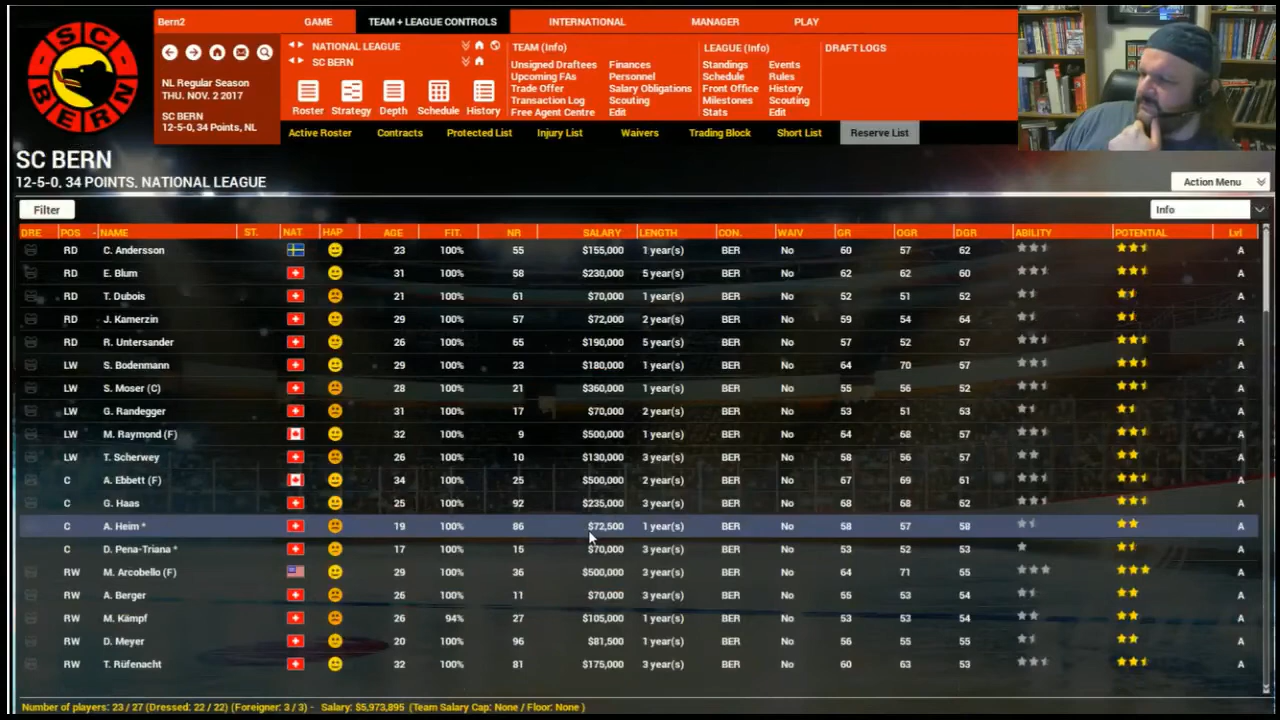 SC
BERN
Bern2
GAME
TEAM + LEAGUE CONTROLS
INTERNATIONAL
MANAGER
PLAY
NL Regular Season
THU. NOV. 2 2017
SC BERN
12-5-0, 34 Points, NL
NATIONAL LEAGUE
SC BERN
Roster Strategy Depth Schedule History
TEAM (Info)
Unsigned Draftees Finances
Upcoming FAs Personnel
Trade Offer Salary Obligations
Transaction Log Scouting
Free Agent Centre Edit
LEAGUE (Info)
Standings Events
Schedule Rules
Front Office History
Milestones Scouting
Stats Edit
DRAFT LOGS
Active Roster Contracts Protected List Injury List Waivers Trading Block Short List Reserve List
SC BERN
12-5-0, 34 POINTS, NATIONAL LEAGUE
Action Menu
Filter
Info
DRE POS NAME ST. NAT. HAP AGE FIT. NR SALARY LENGTH CON. WAIV GR OGR DGR ABILITY POTENTIAL Lvl
RD C. Andersson 23 100% 55 $155,000 1 year(s) BER No 60 57 62 A
RD E. Blum 31 100% 58 $230,000 5 year(s) BER No 62 62 60 A
RD T. Dubois 21 100% 61 $70,000 1 year(s) BER No 52 51 52 A
RD J. Kamerzin 29 100% 57 $72,000 2 year(s) BER No 59 54 64 A
RD R. Untersander 26 100% 65 $190,000 5 year(s) BER No 57 52 57 A
LW S. Bodenmann 29 100% 23 $180,000 1 year(s) BER No 64 70 57 A
LW S. Moser (C) 28 100% 21 $360,000 1 year(s) BER No 55 56 52 A
LW G. Randegger 31 100% 17 $70,000 2 year(s) BER No 53 51 53 A
LW M. Raymond (F) 32 100% 9 $500,000 1 year(s) BER No 64 68 57 A
LW T. Scherwey 26 100% 10 $130,000 3 year(s) BER No 58 56 57 A
C A. Ebbett (F) 34 100% 25 $500,000 2 year(s) BER No 67 69 61 A
C G. Haas 25 100% 92 $235,000 3 year(s) BER No 68 68 62 A
C A. Heim * 19 100% 86 $72,500 1 year(s) BER No 58 57 58 A
C D. Pena-Triana * 17 100% 15 $70,000 3 year(s) BER No 53 52 53 A
RW M. Arcobello (F) 29 100% 36 $500,000 3 year(s) BER No 64 71 55 A
RW A. Berger 26 100% 11 $70,000 3 year(s) BER No 55 53 54 A
RW M. Kämpf 26 94% 27 $105,000 1 year(s) BER No 53 53 54 A
RW D. Meyer 20 100% 96 $81,500 1 year(s) BER No 56 55 55 A
RW T. Rüfenacht 32 100% 81 $175,000 3 year(s) BER No 60 63 53 A
Number of players: 23 / 27 (Dressed: 22 / 22) (Foreigner: 3 / 3) - Salary: $5,973,895 (Team Salary Cap: None / Floor: None )